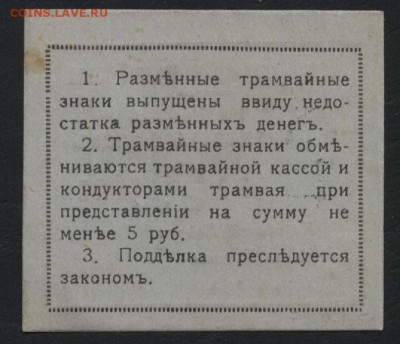 COINS.LAVE.RU
1. Размѣнные трамвайные
знаки выпущены ввиду недо-
статка размѣнныхъ денегъ.
2. Трамвайные знаки обмѣ-
ниваются трамвайной кассой и
кондукторами трамвая при
представленіи на сумму не
менѣе 5 руб.
3. Поддѣлка преслѣдуется
закономъ.